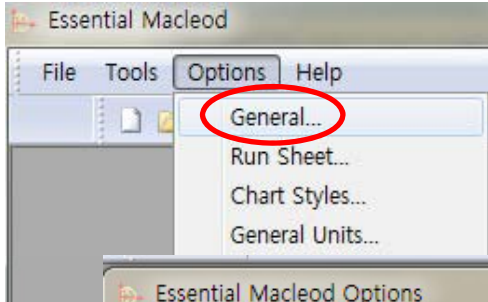 Essential Macleod
File Tools Options Help
General...
Run Sheet...
Chart Styles...
General Units...
Essential Macleod Options